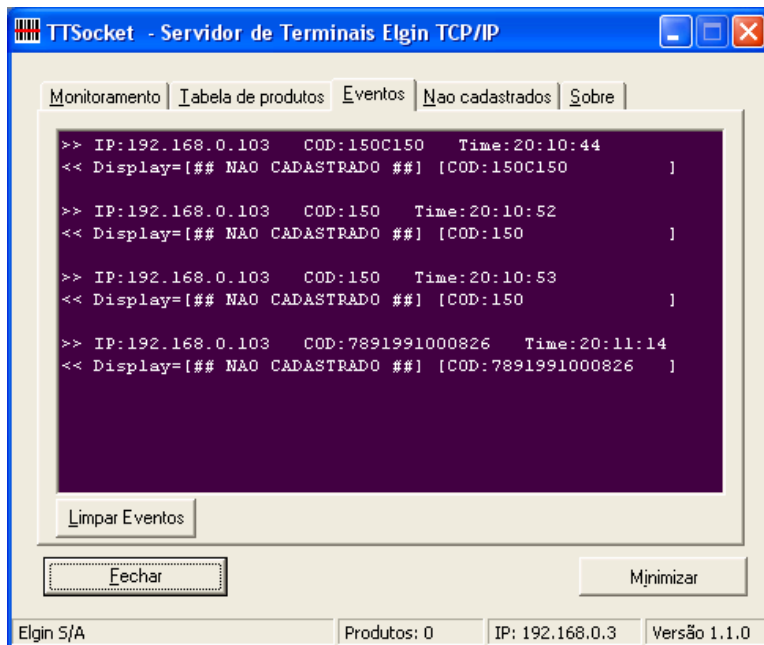 TTSocket - Servidor de Terminais Elgin TCP/IP
Monitoramento Tabela de produtos Eventos Nao cadastrados Sobre
>> IP:192.168.0.103 COD:150C150 Time:20:10:44
<< Display=[## NAO CADASTRADO ##] [COD:150C150 ]
>> IP:192.168.0.103 COD:150 Time:20:10:52
<< Display=[## NAO CADASTRADO ##] [COD:150 ]
>> IP:192.168.0.103 COD:150 Time:20:10:53
<< Display=[## NAO CADASTRADO ##] [COD:150 ]
>> IP:192.168.0.103 COD:7891991000826 Time:20:11:14
<< Display=[## NAO CADASTRADO ##] [COD:7891991000826 ]
Limpar Eventos
Fechar Minimizar
Elgin S/A Produtos: 0 IP: 192.168.0.3 Versão 1.1.0